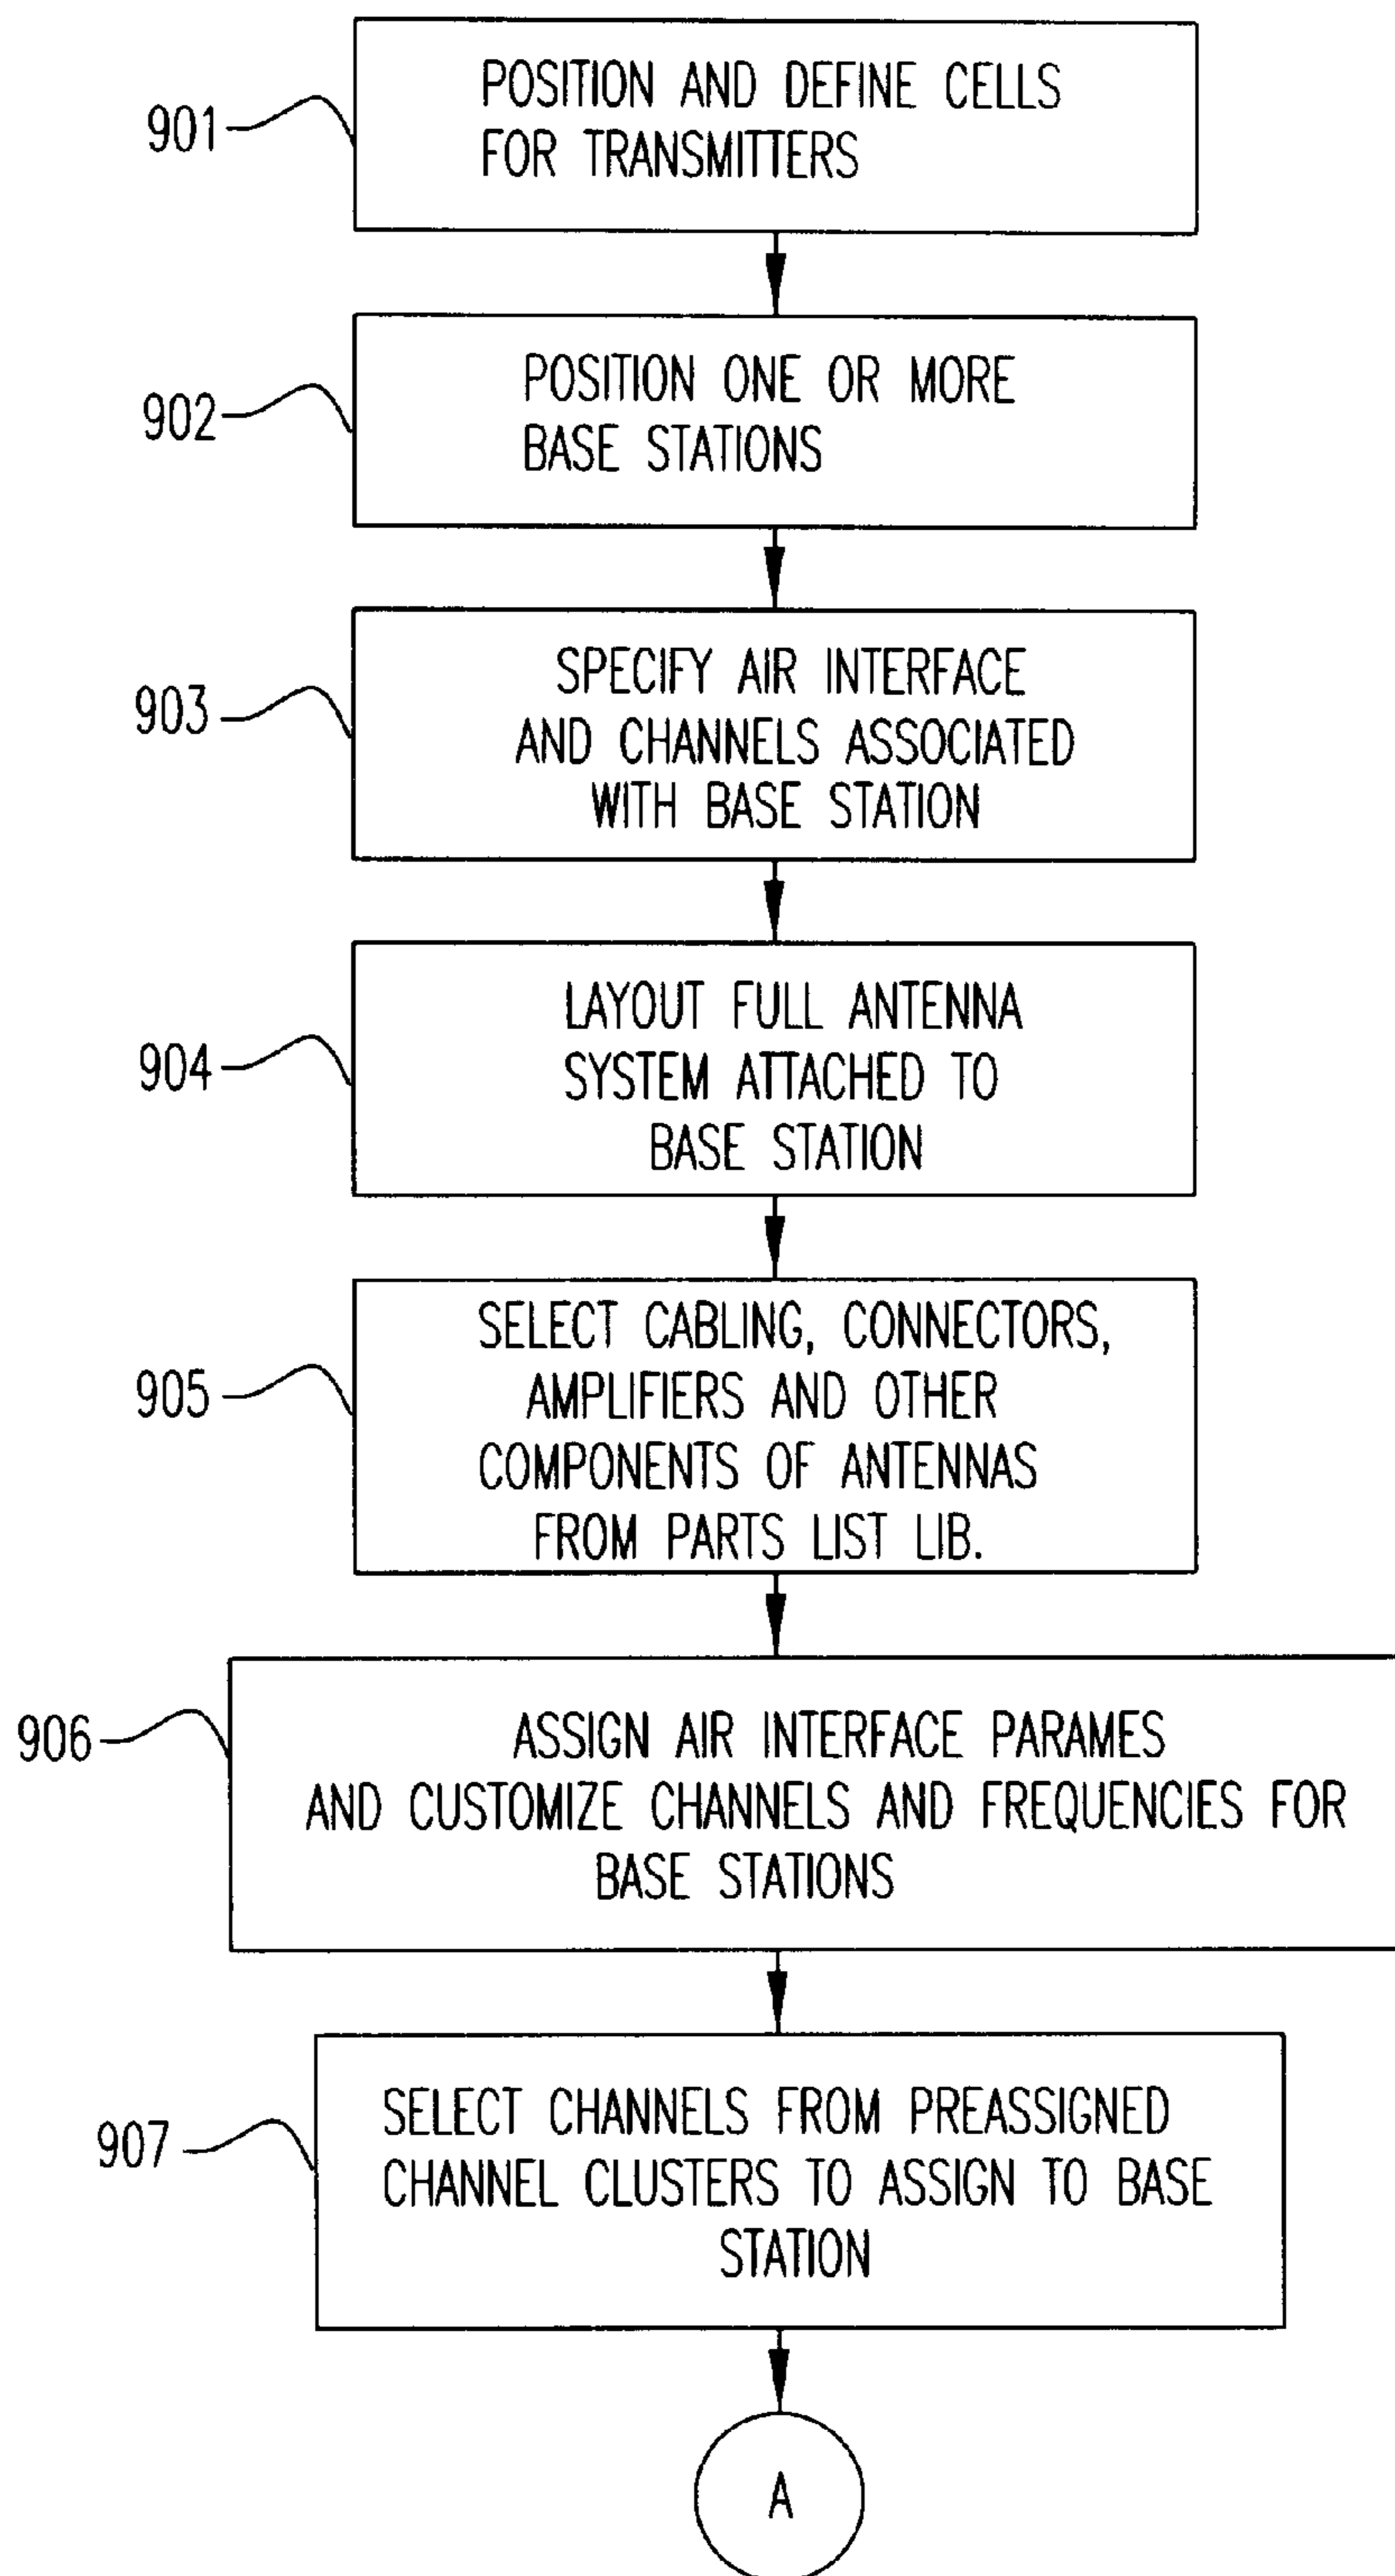 901
POSITION AND DEFINE CELLS
FOR TRANSMITTERS
902
POSITION ONE OR MORE
BASE STATIONS
903
SPECIFY AIR INTERFACE
AND CHANNELS ASSOCIATED
WITH BASE STATION
904
LAYOUT FULL ANTENNA
SYSTEM ATTACHED TO
BASE STATION
905
SELECT CABLING, CONNECTORS,
AMPLIFIERS AND OTHER
COMPONENTS OF ANTENNAS
FROM PARTS LIST LIB.
906
ASSIGN AIR INTERFACE PARAMES
AND CUSTOMIZE CHANNELS AND FREQUENCIES FOR
BASE STATIONS
907
SELECT CHANNELS FROM PREASSIGNED
CHANNEL CLUSTERS TO ASSIGN TO BASE
STATION
A